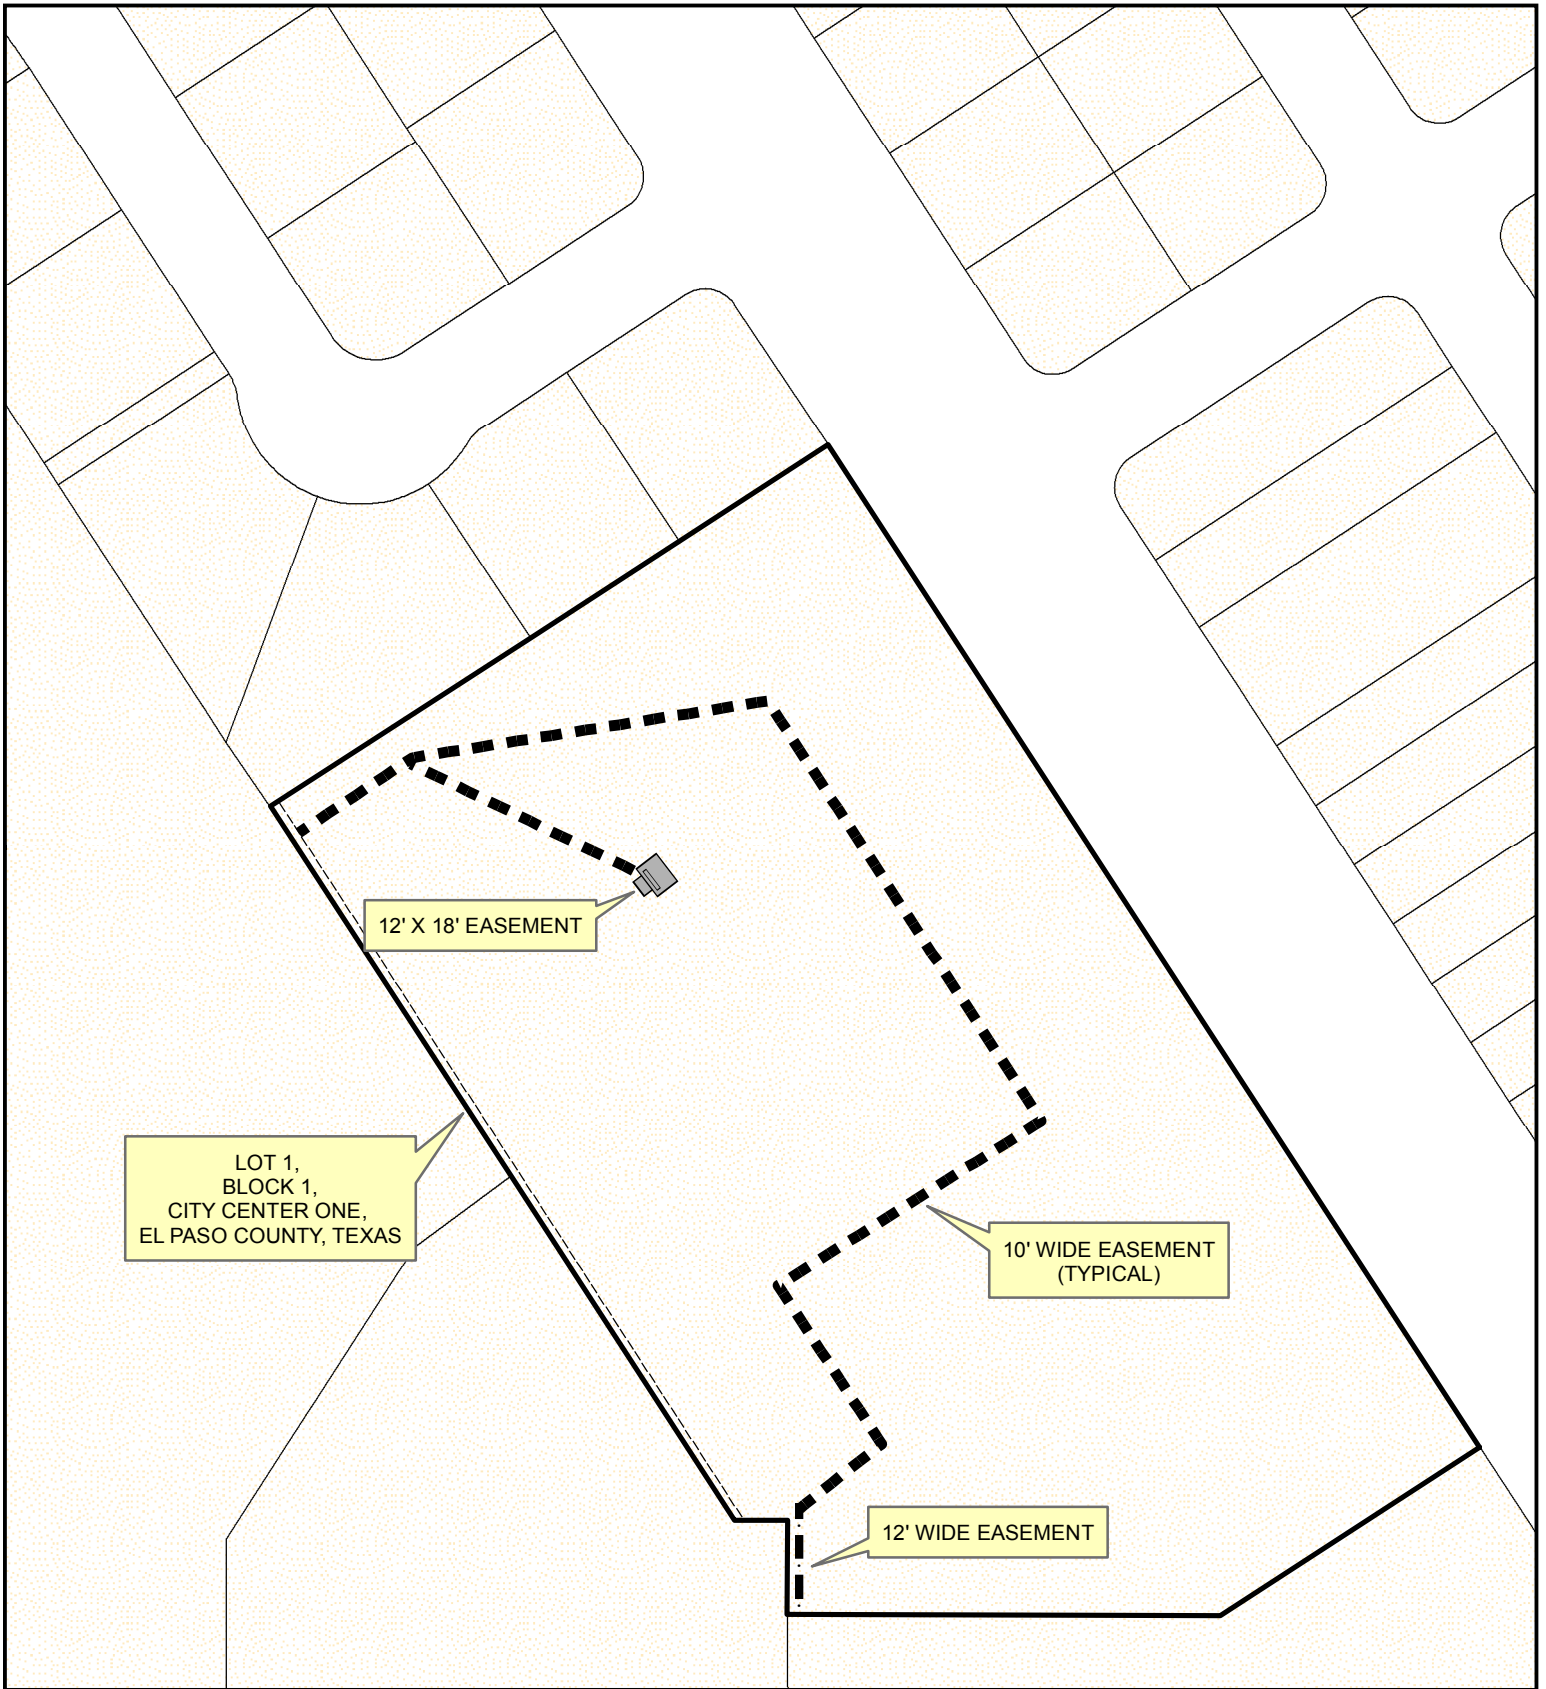 12' X 18' EASEMENT
LOT 1,
BLOCK 1,
CITY CENTER ONE,
EL PASO COUNTY, TEXAS
10' WIDE EASEMENT
(TYPICAL)
12' WIDE EASEMENT